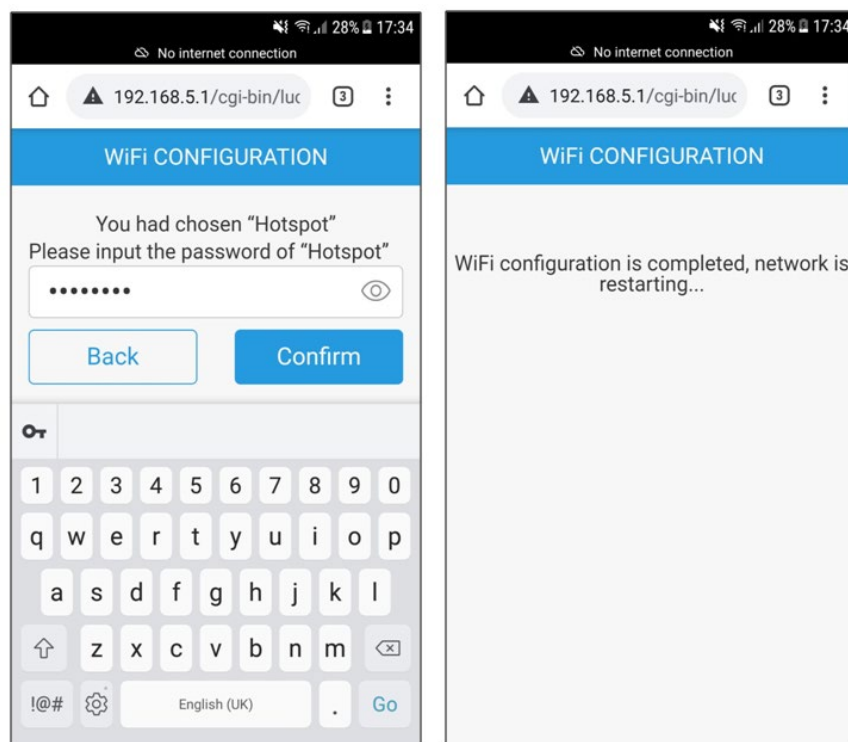 28% 17:34
No internet connection
192.168.5.1/cgi-bin/luc 3
WiFi CONFIGURATION
You had chosen “Hotspot”
Please input the password of “Hotspot”
••••••••
Back Confirm
1 2 3 4 5 6 7 8 9 0
q w e r t y u i o p
a s d f g h j k l
z x c v b n m
!@# English (UK) . Go
28% 17:34
No internet connection
192.168.5.1/cgi-bin/luc 3
WiFi CONFIGURATION
WiFi configuration is completed, network is
restarting...